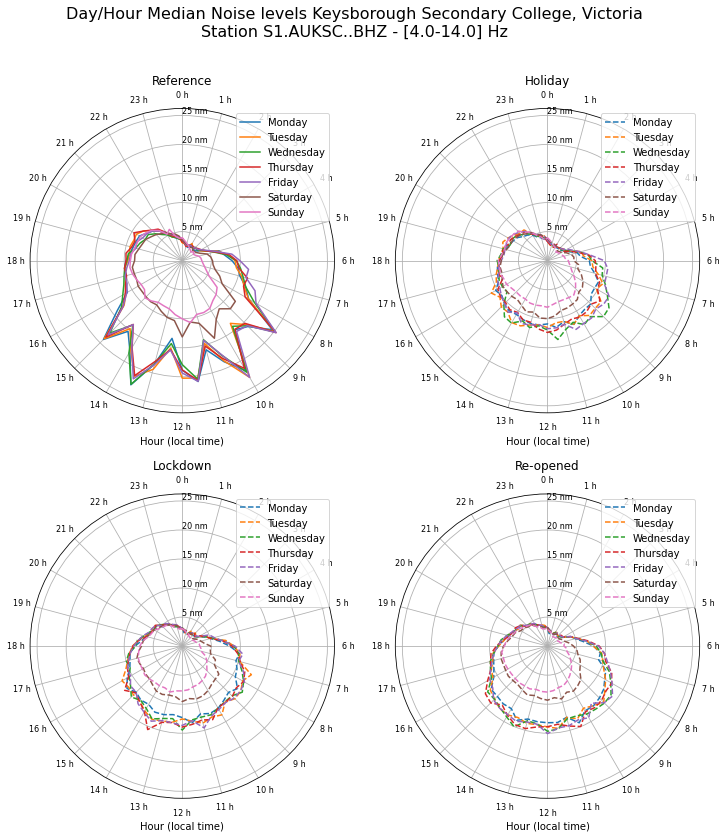 Day/Hour Median Noise levels Keysborough Secondary College, Victoria
Station S1.AUKSC..BHZ - [4.0-14.0] Hz
Reference
0 h
1 h
5 h
6 h
7 h
8 h
9 h
10 h
11 h
12 h
13 h
14 h
15 h
16 h
17 h
18 h
19 h
20 h
21 h
22 h
23 h
25 nm
20 nm
15 nm
10 nm
5 nm
Monday
Tuesday
Wednesday
Thursday
Friday
Saturday
Sunday
Hour (local time)
Holiday
0 h
1 h
4 h
5 h
6 h
7 h
8 h
9 h
10 h
11 h
12 h
13 h
14 h
15 h
16 h
17 h
18 h
19 h
20 h
21 h
22 h
23 h
25 nm
20 nm
15 nm
10 nm
5 nm
Monday
Tuesday
Wednesday
Thursday
Friday
Saturday
Sunday
Hour (local time)
Lockdown
0 h
1 h
5 h
6 h
7 h
8 h
9 h
10 h
11 h
12 h
13 h
14 h
15 h
16 h
17 h
18 h
19 h
20 h
21 h
22 h
23 h
25 nm
20 nm
15 nm
10 nm
5 nm
Monday
Tuesday
Wednesday
Thursday
Friday
Saturday
Sunday
Hour (local time)
Re-opened
0 h
1 h
5 h
6 h
7 h
8 h
9 h
10 h
11 h
12 h
13 h
14 h
15 h
16 h
17 h
18 h
19 h
20 h
21 h
22 h
23 h
25 nm
20 nm
15 nm
10 nm
5 nm
Monday
Tuesday
Wednesday
Thursday
Friday
Saturday
Sunday
Hour (local time)